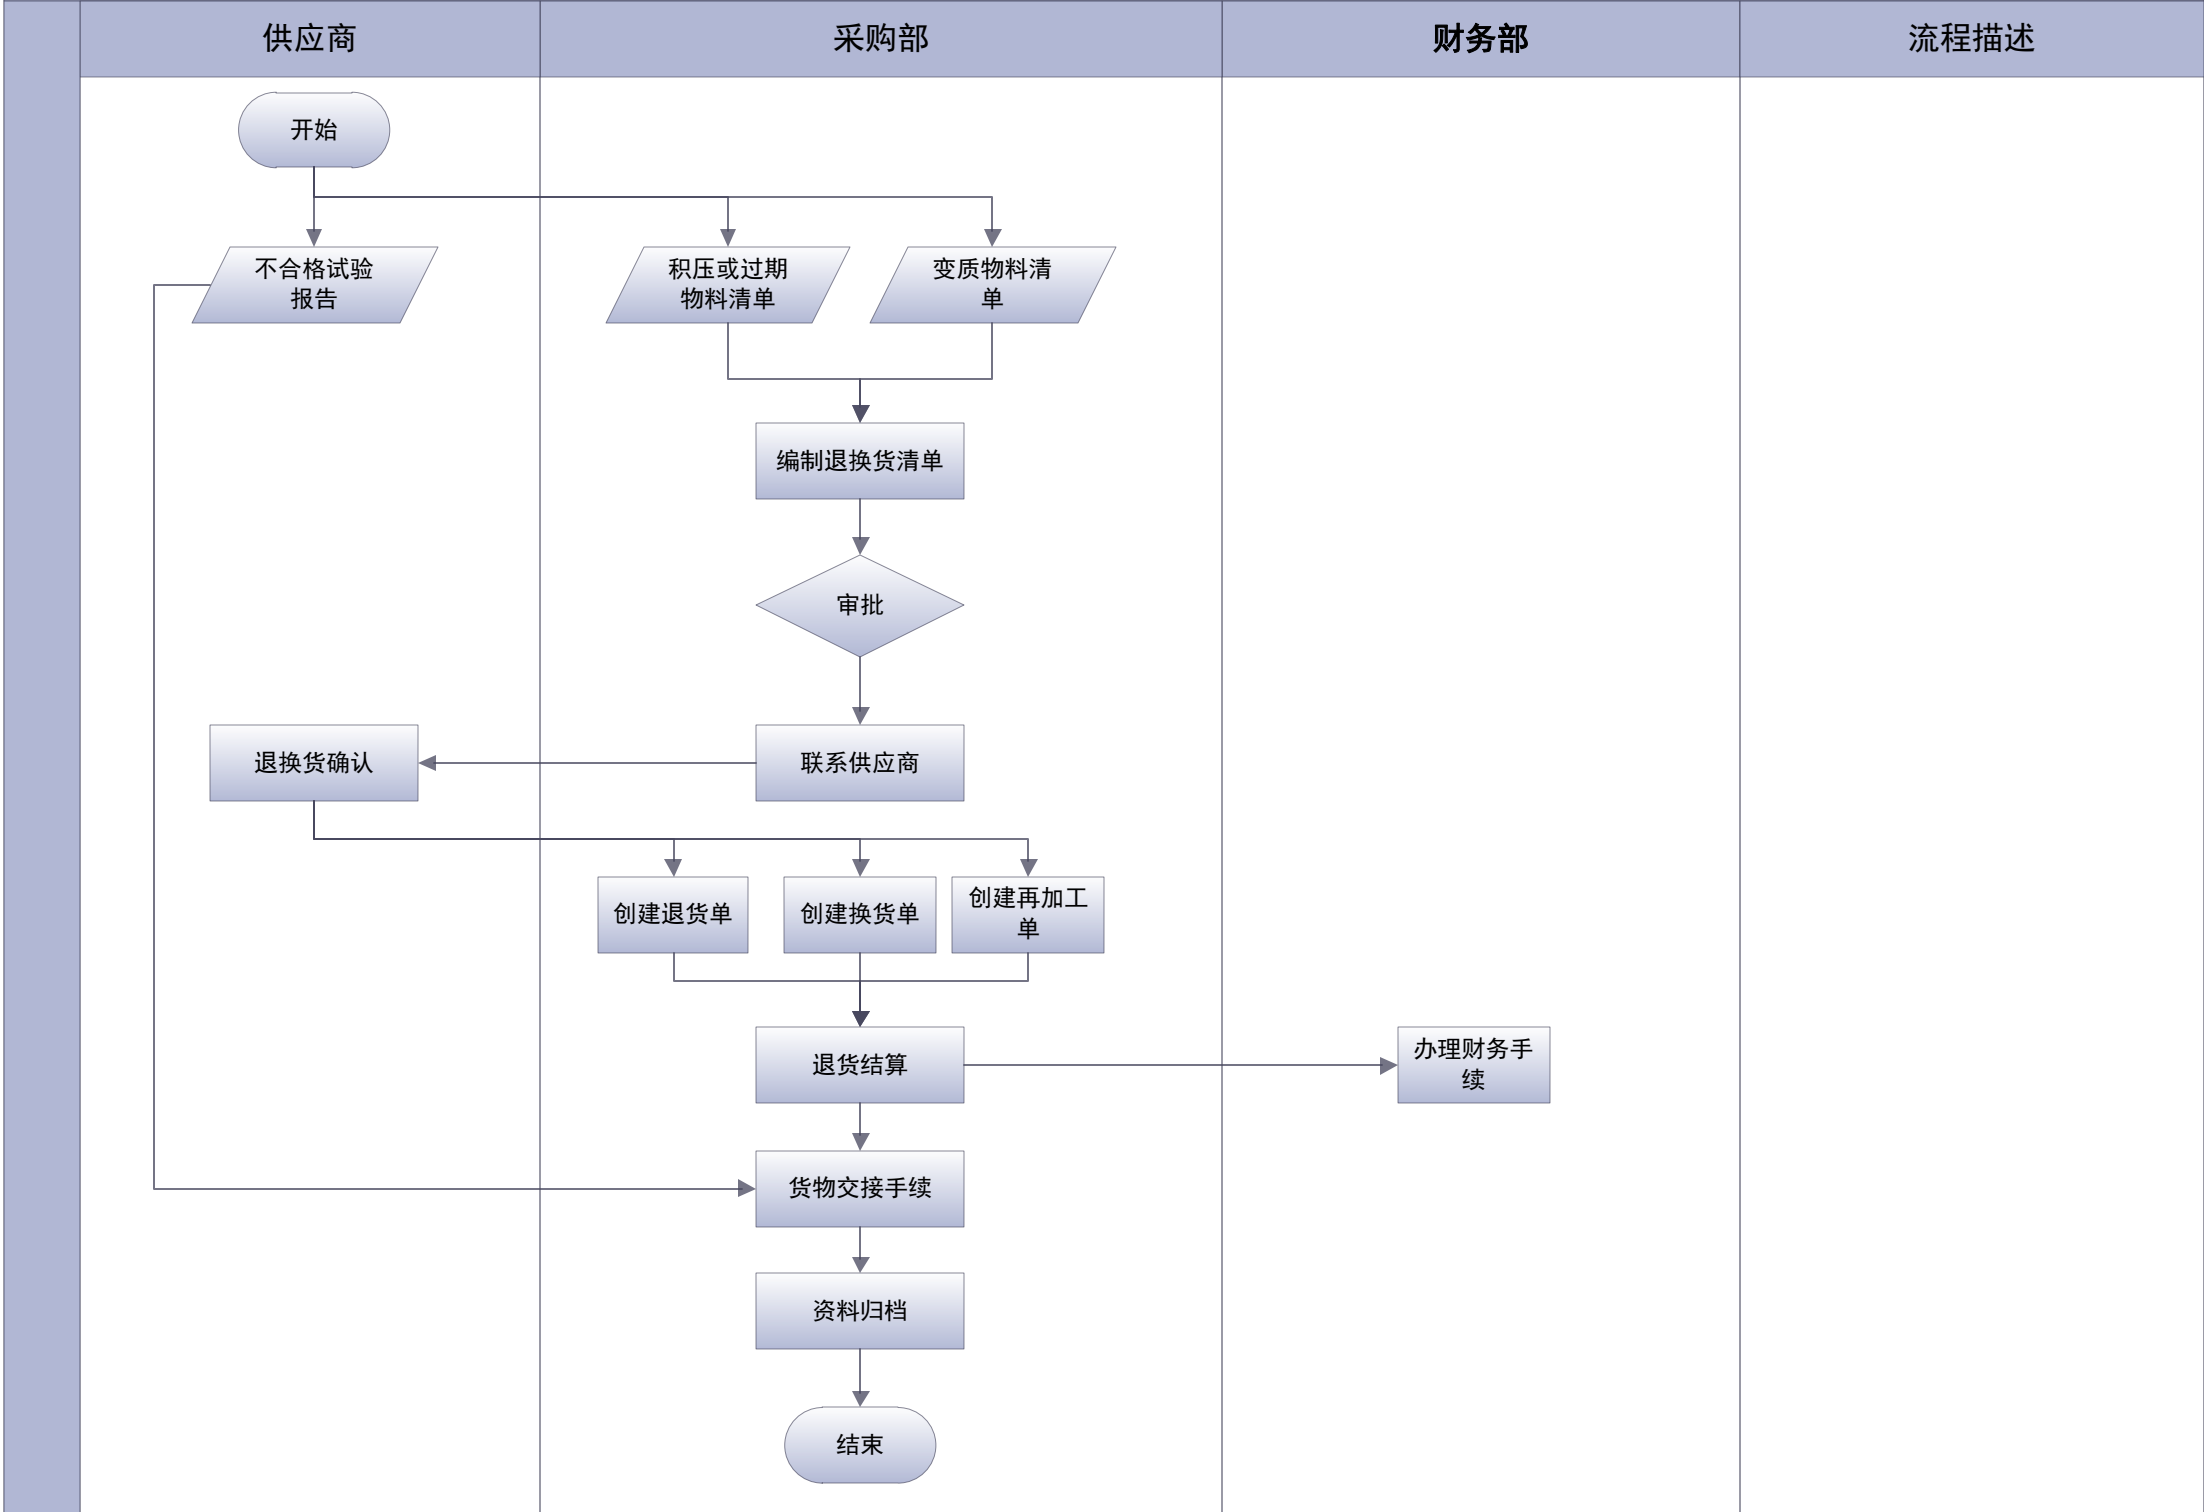 供应商
采购部
财务部
流程描述
开始
不合格试验
报告
积压或过期
物料清单
变质物料清
单
编制退换货清单
审批
退换货确认
联系供应商
创建退货单
创建换货单
创建再加工
单
退货结算
办理财务手
续
货物交接手续
资料归档
结束